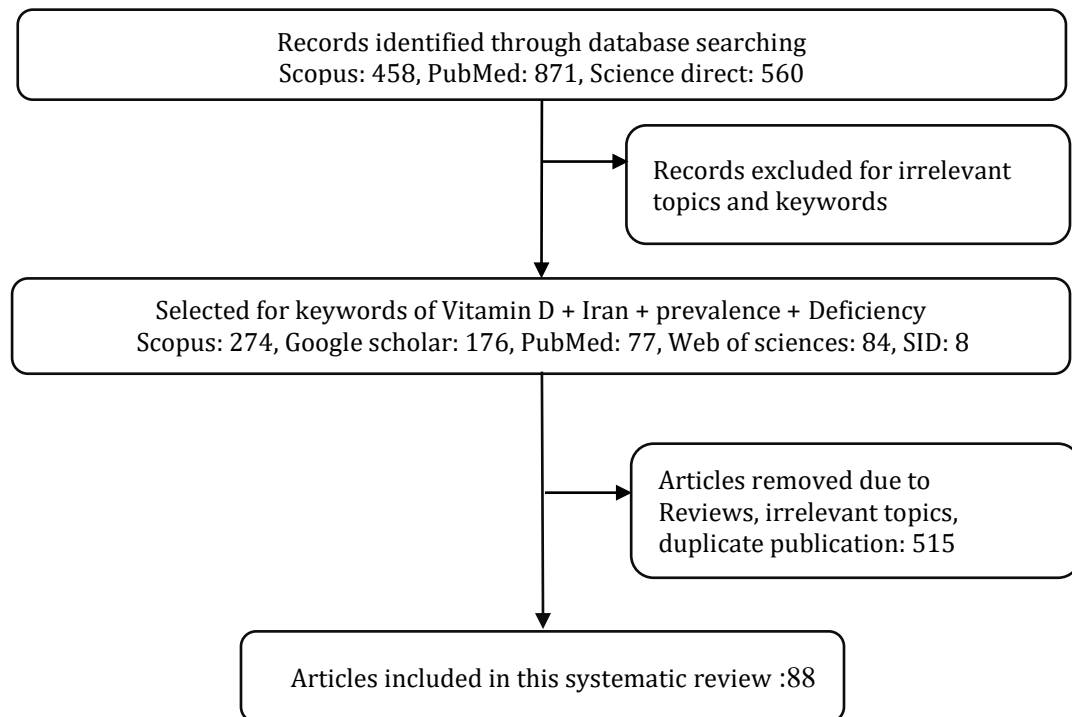 Records identified through database searching
Scopus: 458, PubMed: 871, Science direct: 560
Records excluded for irrelevant
topics and keywords
Selected for keywords of Vitamin D + Iran + prevalence + Deficiency
Scopus: 274, Google scholar: 176, PubMed: 77, Web of sciences: 84, SID: 8
Articles removed due to
Reviews, irrelevant topics,
duplicate publication: 515
Articles included in this systematic review :88